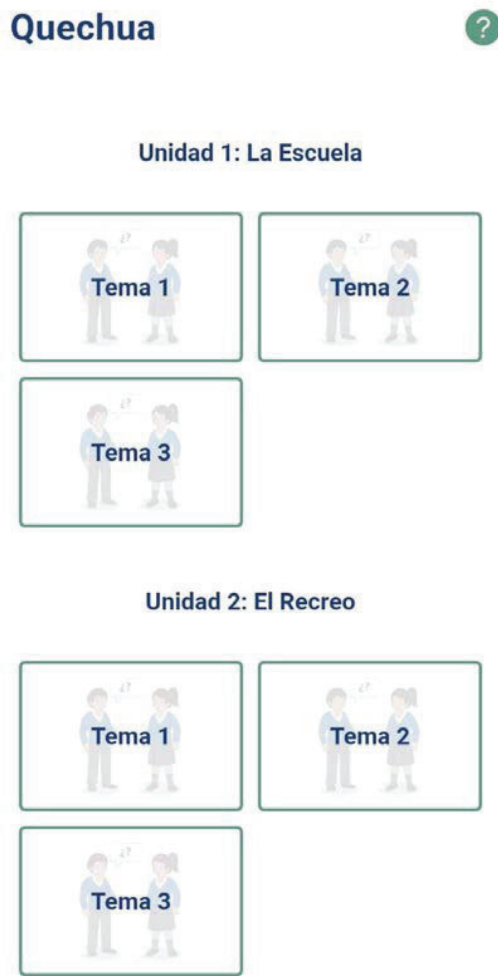 Quechua
?
Unidad 1: La Escuela
¿?
Tema 1
¿?
Tema 2
¿?
Tema 3
Unidad 2: El Recreo
¿?
Tema 1
¿?
Tema 2
¿?
Tema 3